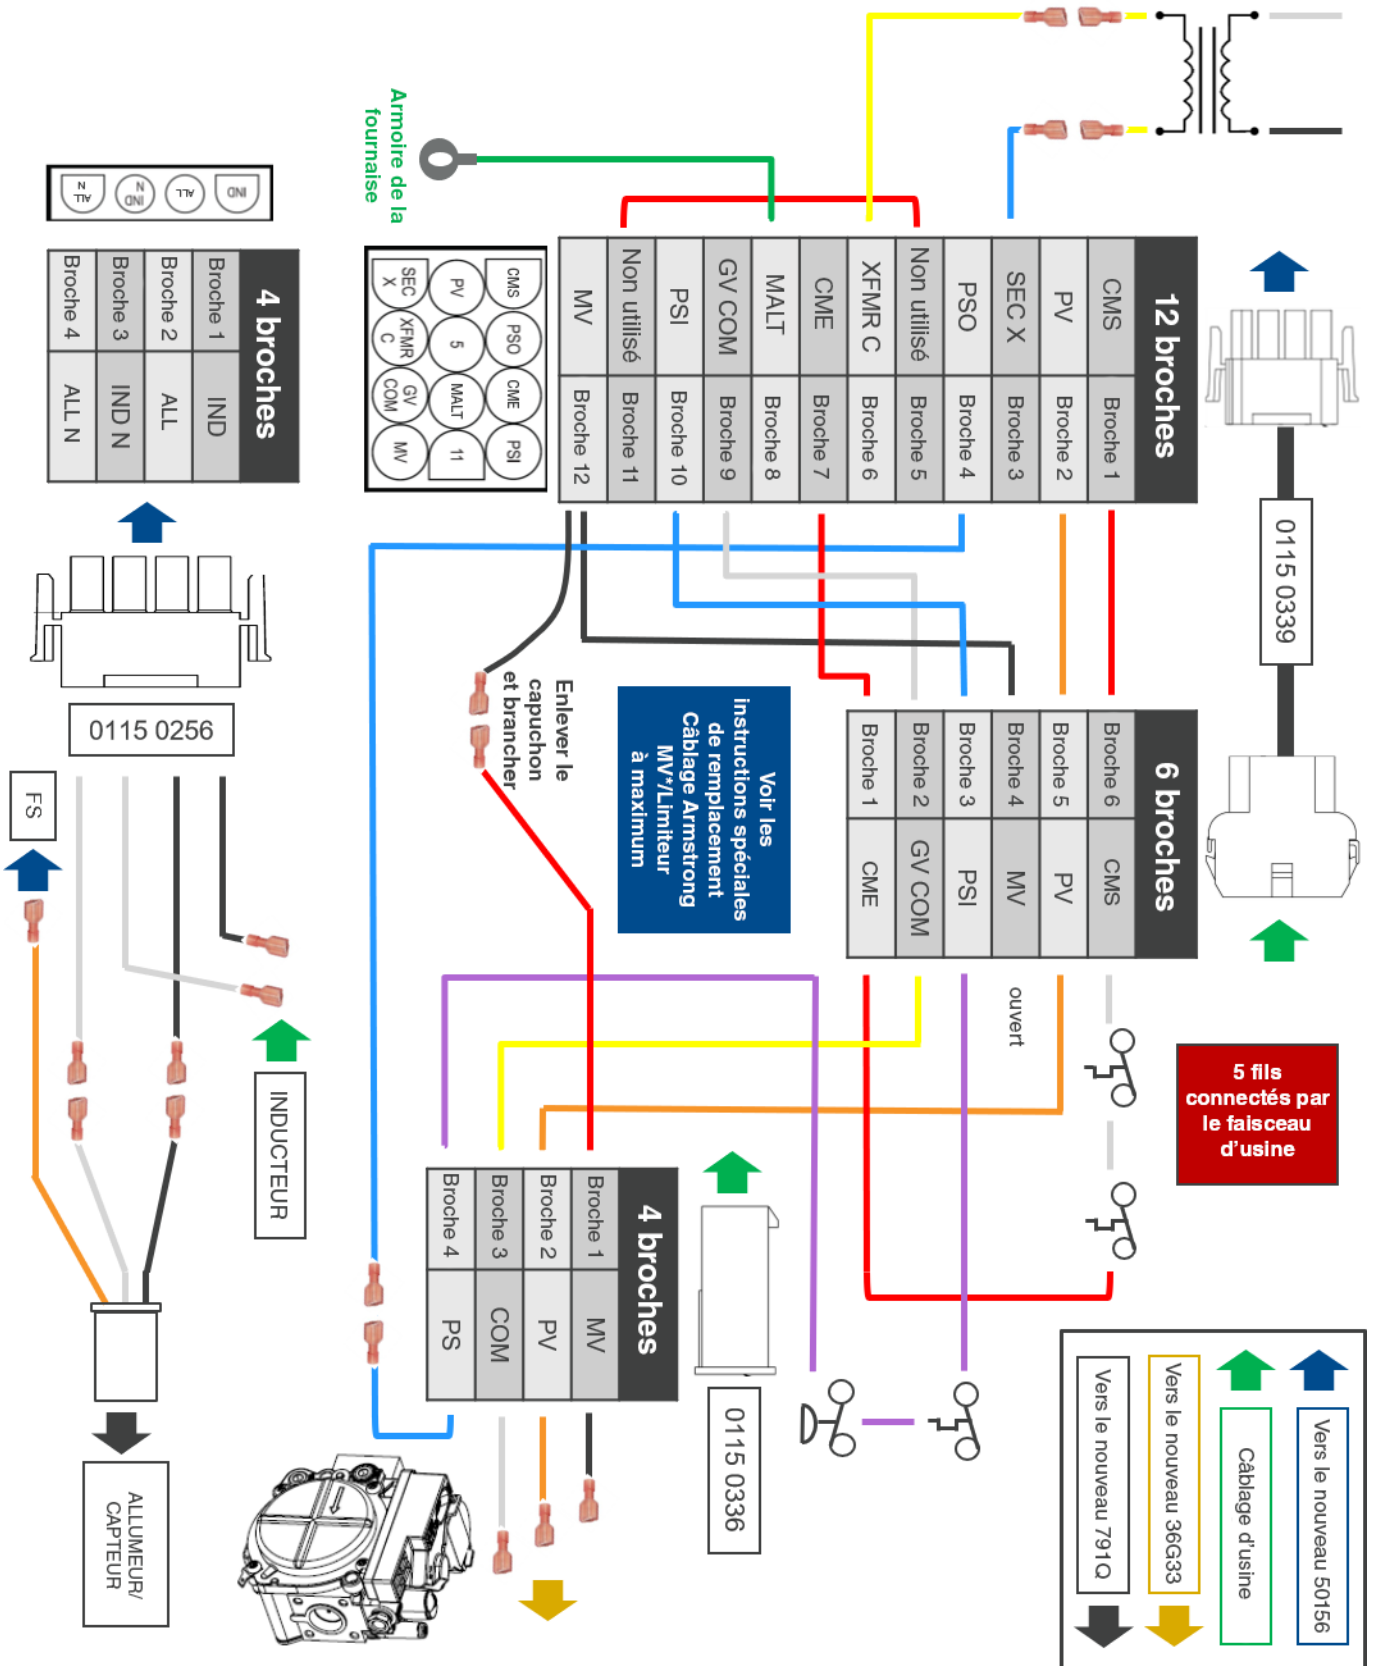 Armoire de la
fournaise
12 broches
CMS Broche 1
PV Broche 2
SEC X Broche 3
PSO Broche 4
Non utilisé Broche 5
XFMR C Broche 6
CME Broche 7
MALT Broche 8
GV COM Broche 9
PSI Broche 10
Non utilisé Broche 11
MV Broche 12
CMS
PSO
CME
PSI
PV
5
MALT
11
SEC
X
XFMR
C
GV
COM
MV
0115 0339
6 broches
Broche 6 CMS
Broche 5 PV
Broche 4 MV
Broche 3 PSI
Broche 2 GV COM
Broche 1 CME
ouvert
Voir les
instructions spéciales
de remplacement
Câblage Armstrong
MV*/Limiteur
à maximum
Enlever le
capuchon
et brancher
5 fils
connectés par
le faisceau
d'usine
IND
ALL
IND
N
ALL
N
4 broches
Broche 1 IND
Broche 2 ALL
Broche 3 IND N
Broche 4 ALL N
0115 0256
FS
INDUCTEUR
ALLUMEUR/
CAPTEUR
4 broches
Broche 1 MV
Broche 2 PV
Broche 3 COM
Broche 4 PS
0115 0336
Vers le nouveau 50156
Câblage d'usine
Vers le nouveau 36G33
Vers le nouveau 791Q